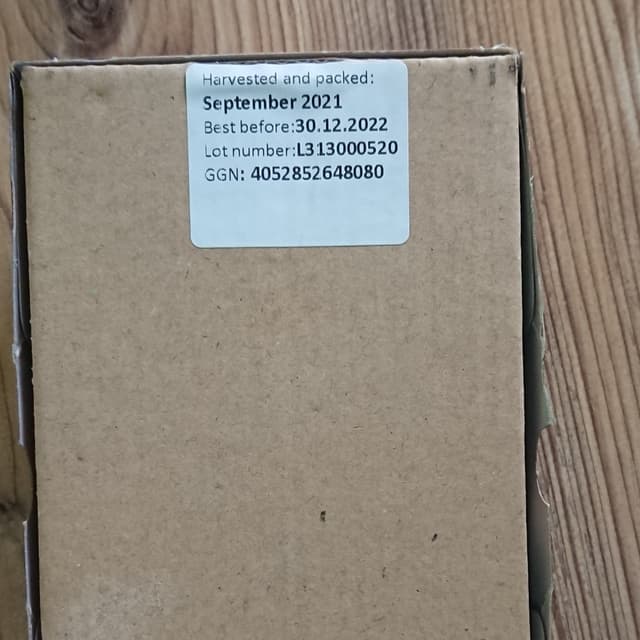 Harvested and packed:
September 2021
Best before:30.12.2022
Lot number:L313000520
GGN: 4052852648080